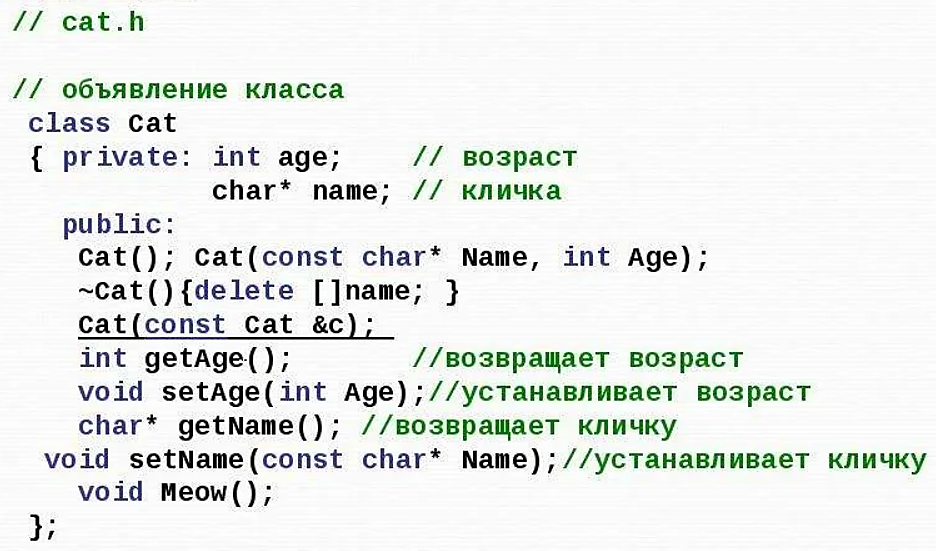 // cat.h
// объявление класса
class Cat
{ private: int age; // возраст
char* name; // кличка
public:
Cat(); Cat(const char* Name, int Age);
~Cat(){delete []name; }
Cat(const Cat &c);
int getAge(); //возвращает возраст
void setAge(int Age);//устанавливает возраст
char* getName(); //возвращает кличку
void setName(const char* Name);//устанавливает кличку
void Meow();
};